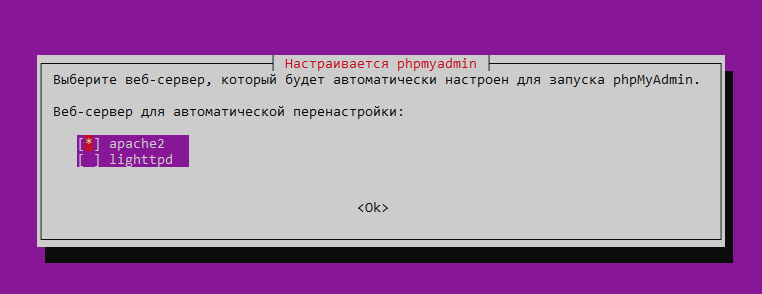 Настраивается phpmyadmin
Выберите веб-сервер, который будет автоматически настроен для запуска phpMyAdmin.
Веб-сервер для автоматической перенастройки:
[*] apache2
[ ] lighttpd
<Ok>